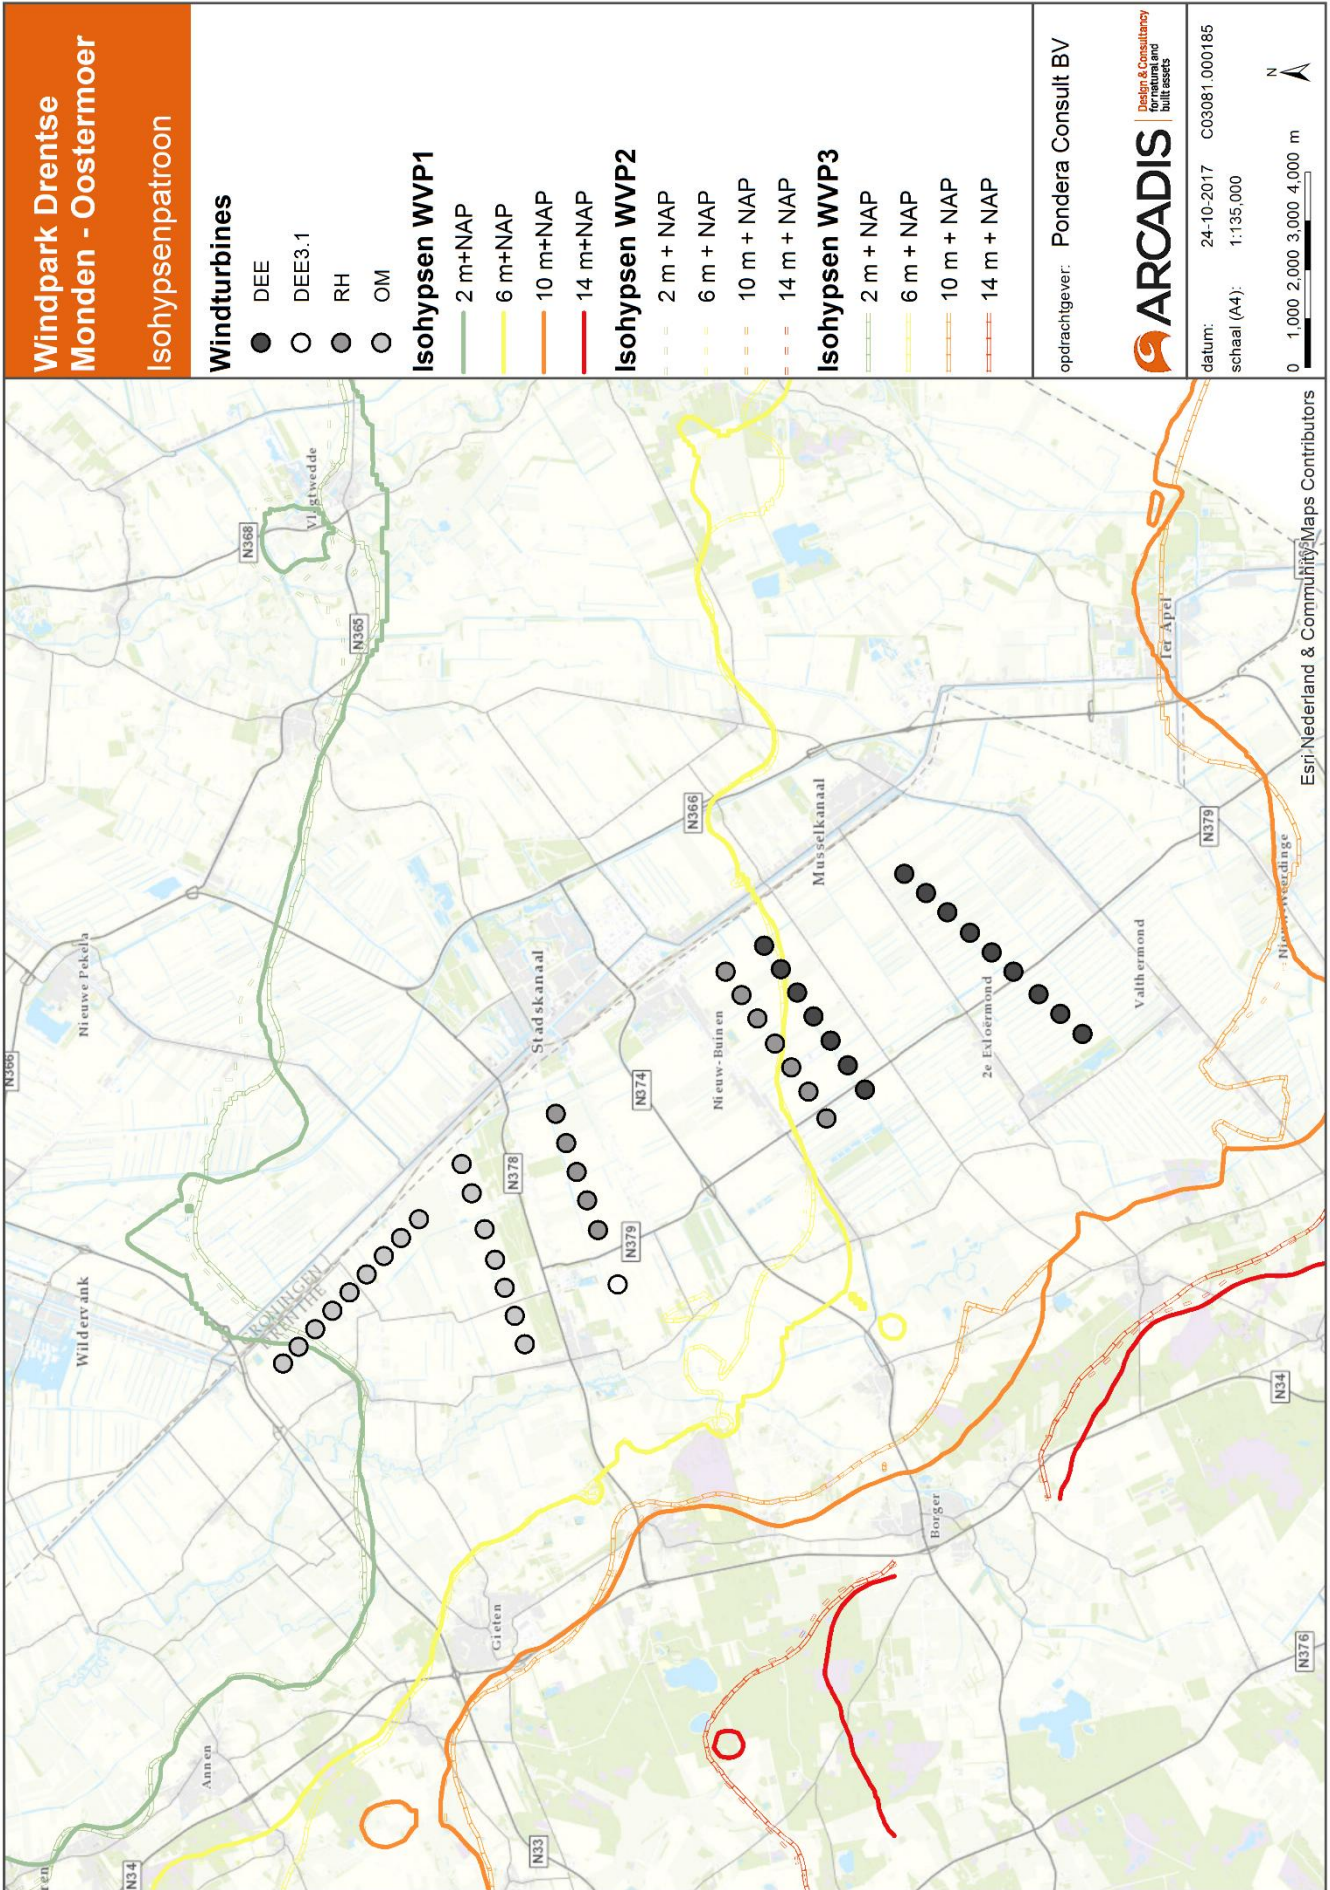 Windpark Drentse
Monden - Oostermoer
Isohypsenpatroon
Windturbines
DEE
DEE3.1
RH
OM
Isohypsen WVP1
2 m+NAP
6 m+NAP
10 m+NAP
14 m+NAP
Isohypsen WVP2
2 m + NAP
6 m + NAP
10 m + NAP
14 m + NAP
Isohypsen WVP3
2 m + NAP
6 m + NAP
10 m + NAP
14 m + NAP
opdrachtgever: Pondera Consult BV
ARCADIS
Design & Consultancy
for natural and
built assets
datum: 24-10-2017 C03081.000185
schaal (A4): 1:135,000
N
0 1,000 2,000 3,000 4,000 m
Wildervank
Nieuwe Pekela
N366
N368
Vlagtwedde
N365
Annen
N34
N33
Gieten
N378
Stadskanaal
N374
N379
Nieuw-Buinen
N366
Musselkanaal
Borger
2e Exloërmond
Valthermond
N379
Ter Apel
Nieuw-Weerdinge
N34
N376
Esri Nederland & Community Maps Contributors